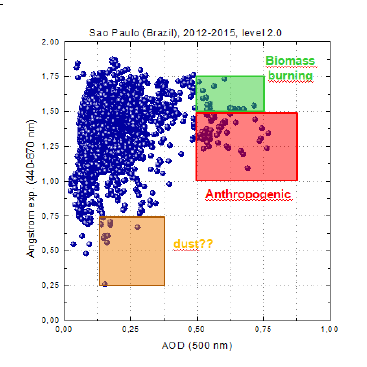 Sao Paulo (Brazil), 2012-2015, level 2.0
2,00
1,75
1,50
1,25
1,00
0,75
0,50
0,25
0,00
Angstrom exp. (440-870 nm)
Biomass
burning
Anthropogenic
dust??
0,00
0,25
0,50
0,75
1,00
AOD (500 nm)